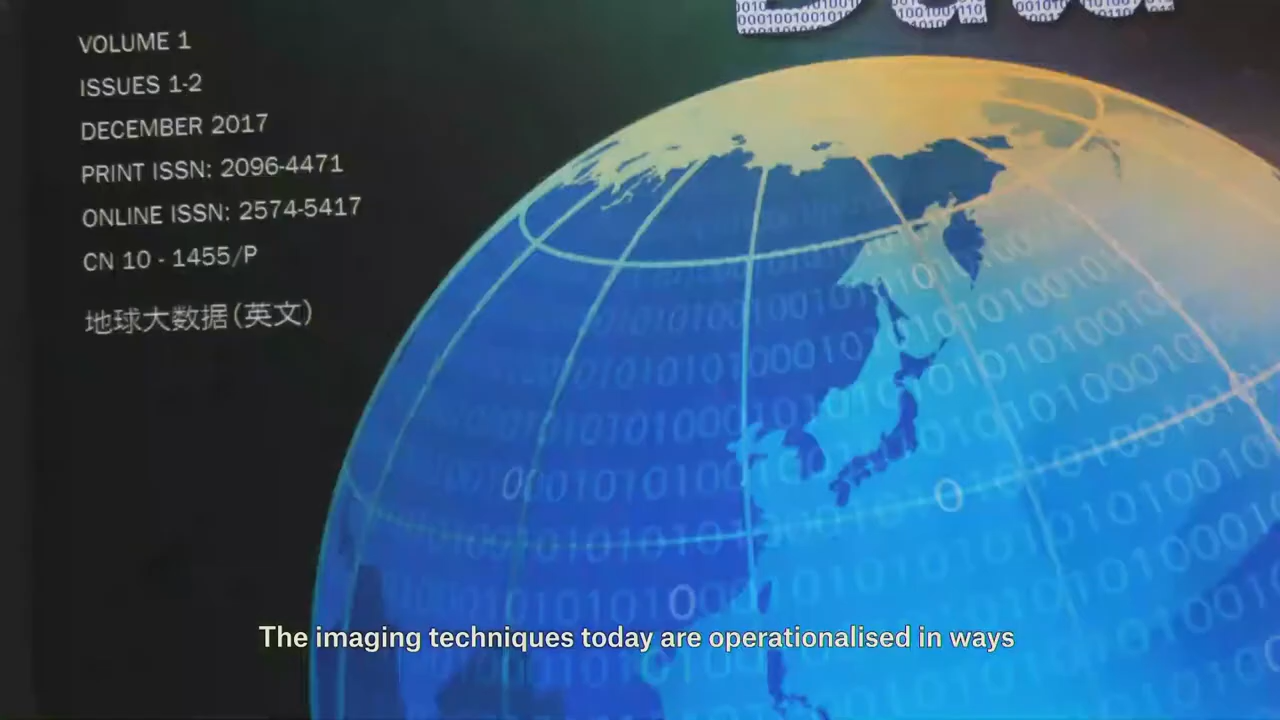 Data
VOLUME 1
ISSUES 1-2
DECEMBER 2017
PRINT ISSN: 2096-4471
ONLINE ISSN: 2574-5417
CN 10 - 1455/P
地球大数据(英文)
The imaging techniques today are operationalised in ways